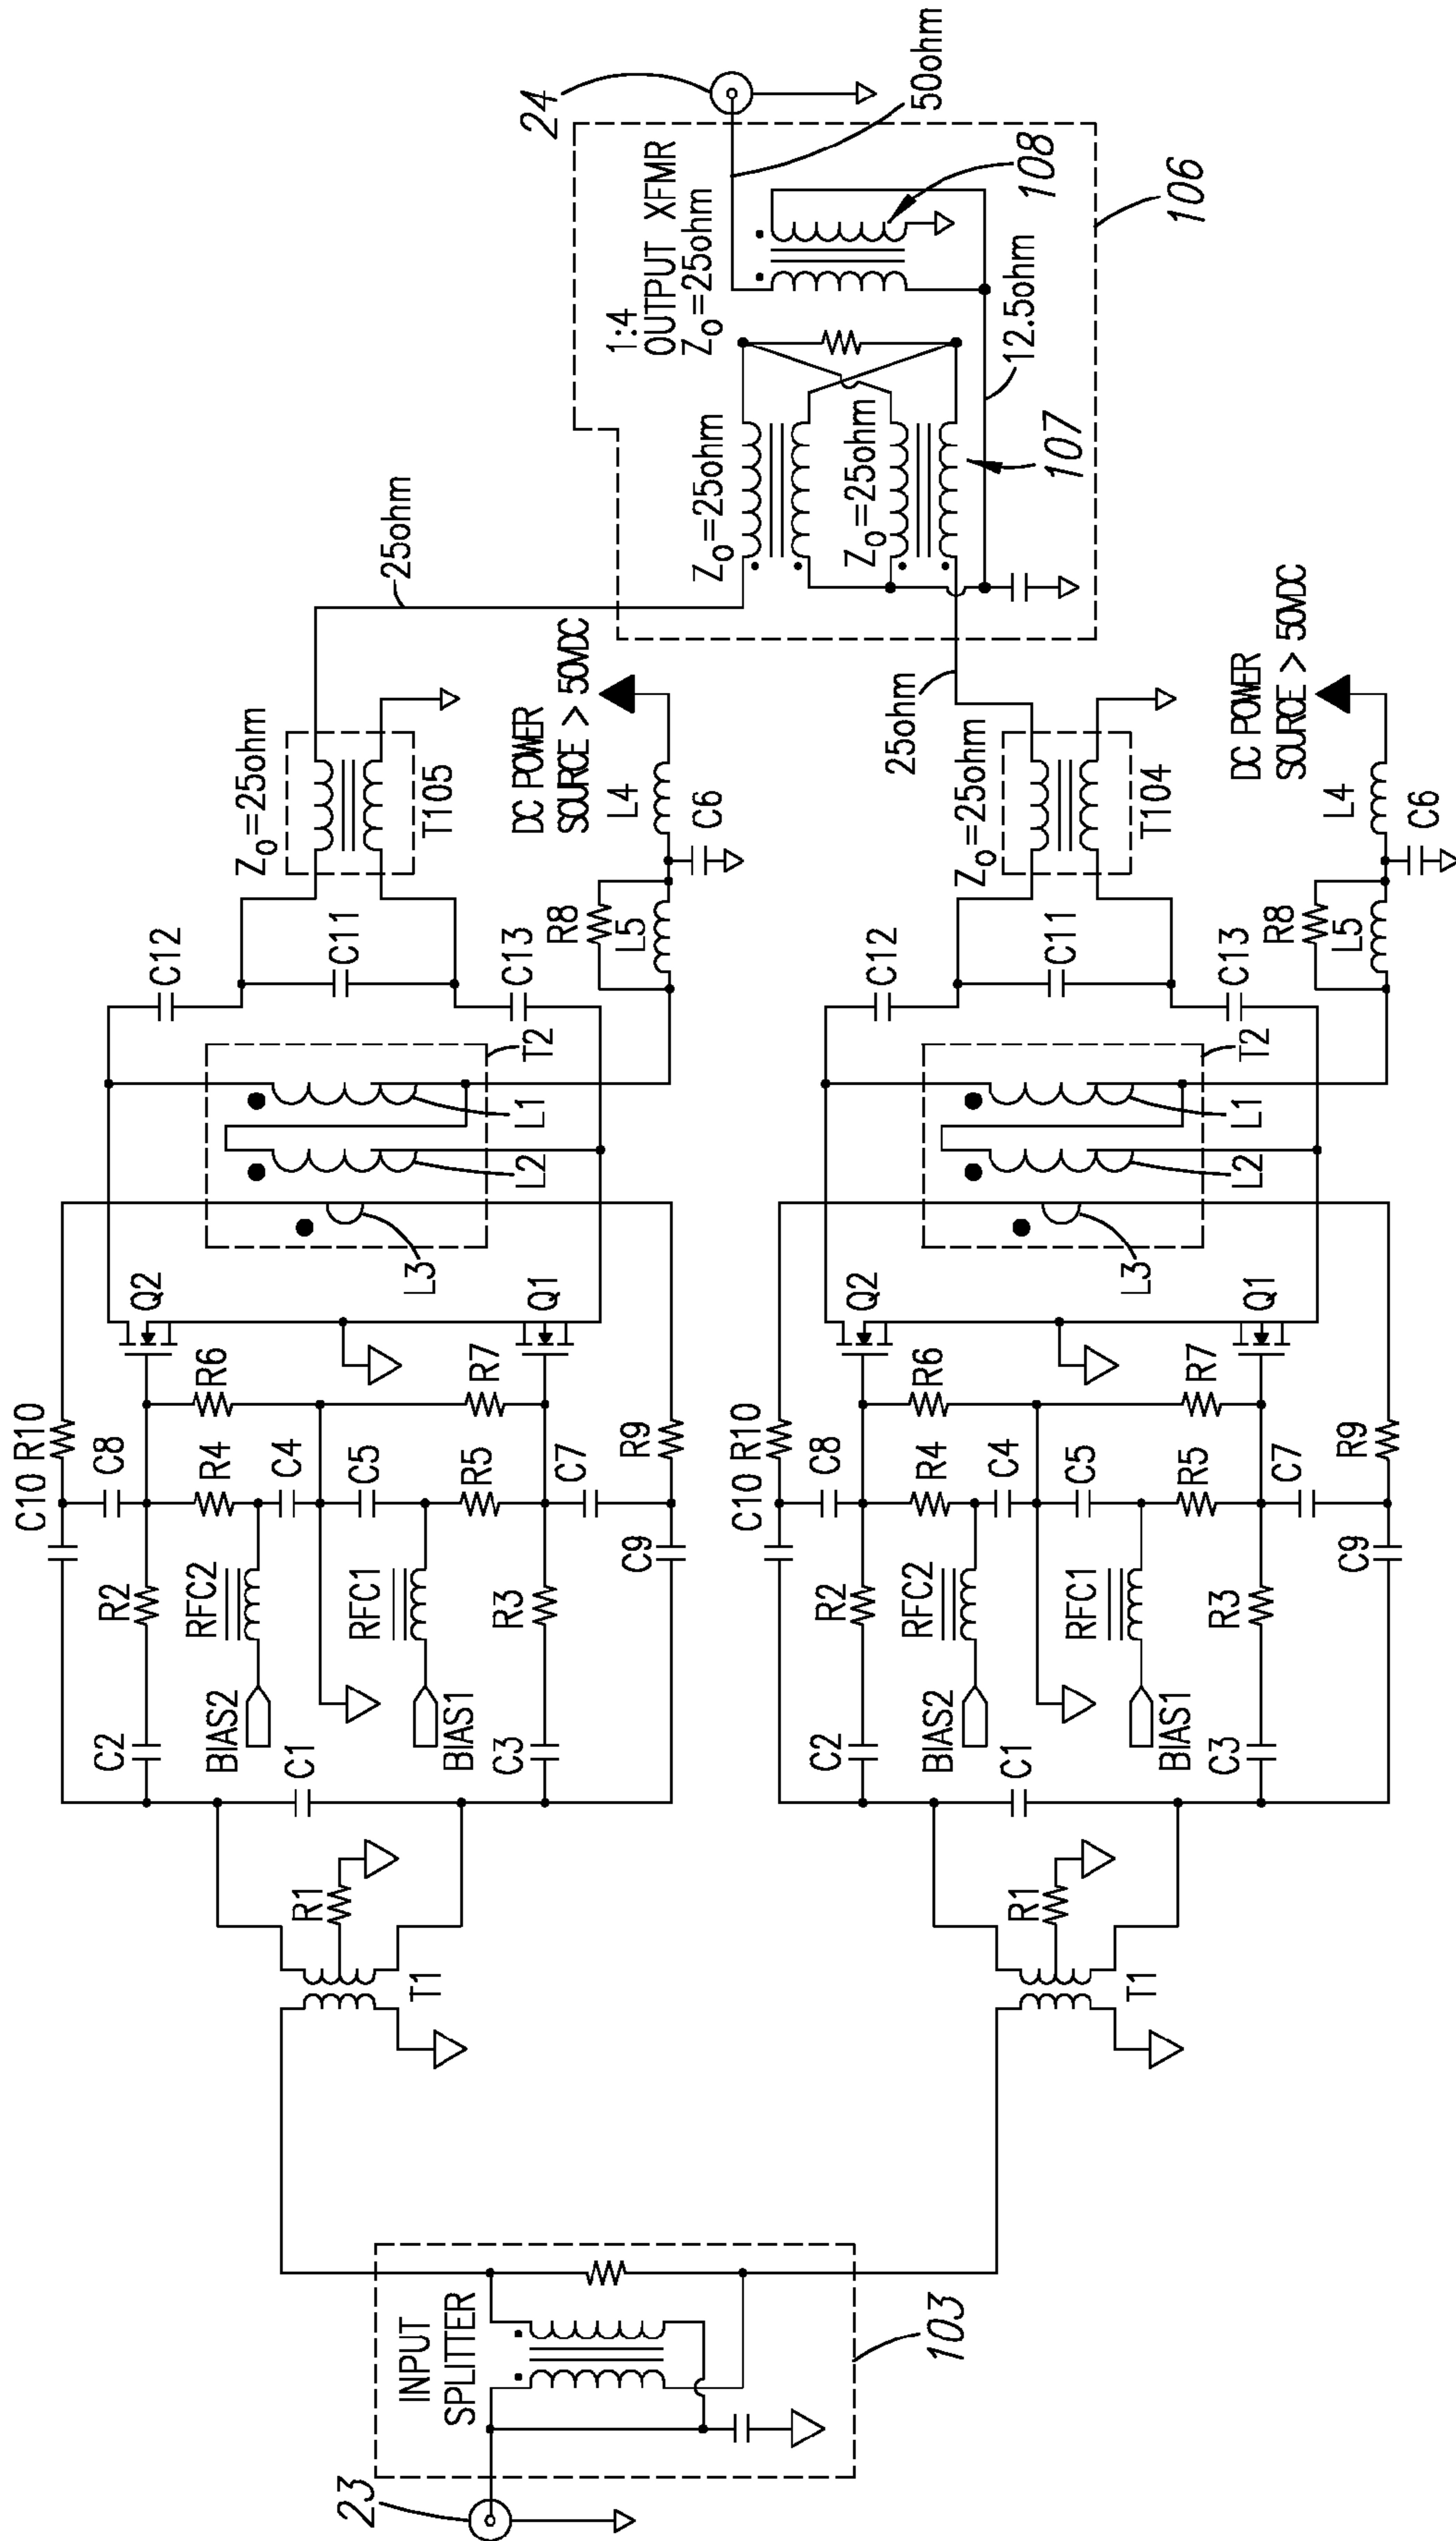 23
INPUT
SPLITTER
103
T1
R1
C1
C2
BIAS2
BIAS1
C3
R2
RFC2
RFC1
R3
C10 R10
C8
R4
C4
C5
R5
C7
C9
R9
R6
R7
Q2
Q1
L3
L2
L1
T2
C12
C11
C13
R8
L5
C6
L4
DC POWER
SOURCE > 50VDC
Z₀=25ohm
T105
25ohm
T1
R1
C1
C2
BIAS2
BIAS1
C3
R2
RFC2
RFC1
R3
C10 R10
C8
R4
C4
C5
R5
C7
C9
R9
R6
R7
Q2
Q1
L3
L2
L1
T2
C12
C11
C13
R8
L5
C6
L4
DC POWER
SOURCE > 50VDC
Z₀=25ohm
T104
25ohm
Z₀=25ohm
Z₀=25ohm
107
1:4
OUTPUT XFMR
Z₀=25ohm
108
12.5ohm
106
50ohm
24